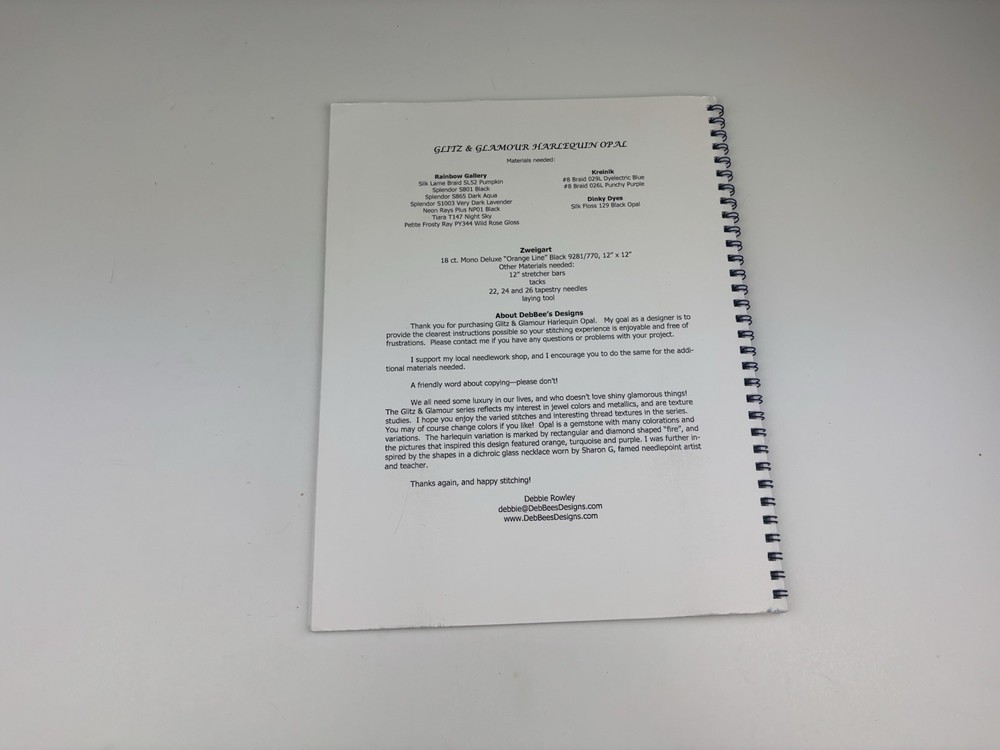 GLITZ & GLAMOUR HARLEQUIN OPAL
Materials needed:
Rainbow Gallery
Silk Lame Braid SL52 Pumpkin
Splendor S801 Black
Splendor S865 Dark Aqua
Splendor S1003 Very Dark Lavender
Neon Rays Plus NP01 Black
Tiara T147 Night Sky
Petite Frosty Ray PY344 Wild Rose Gloss
Kreinik
#8 Braid 029L Dyelectric Blue
#8 Braid 026L Punchy Purple
Dinky Dyes
Silk Floss 129 Black Opal
Zweigart
18 ct. Mono Deluxe "Orange Line" Black 9281/770, 12" x 12"
Other Materials needed:
12" stretcher bars
tacks
22, 24 and 26 tapestry needles
laying tool
About DebBee's Designs
Thank you for purchasing Glitz & Glamour Harlequin Opal. My goal as a designer is to
provide the clearest instructions possible so your stitching experience is enjoyable and free of
frustrations. Please contact me if you have any questions or problems with your project.
I support my local needlework shop, and I encourage you to do the same for the addi-
tional materials needed.
A friendly word about copying—please don't!
We all need some luxury in our lives, and who doesn't love shiny glamorous things!
The Glitz & Glamour series reflects my interest in jewel colors and metallics, and are texture
studies. I hope you enjoy the varied stitches and interesting thread textures in the series.
You may of course change colors if you like! Opal is a gemstone with many colorations and
variations. The harlequin variation is marked by rectangular and diamond shaped "fire", and
the pictures that inspired this design featured orange, turquoise and purple. I was further in-
spired by the shapes in a dichroic glass necklace worn by Sharon G, famed needlepoint artist
and teacher.
Thanks again, and happy stitching!
Debbie Rowley
debbie@DebBeesDesigns.com
www.DebBeesDesigns.com